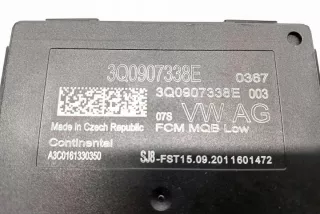 3Q0907338E 0387
3Q0907338E 003
07S VW AG
Made in Czech Republic FCM MQB Low
Continental
A3C0161330350 SJ8-FST15.09.2011601472